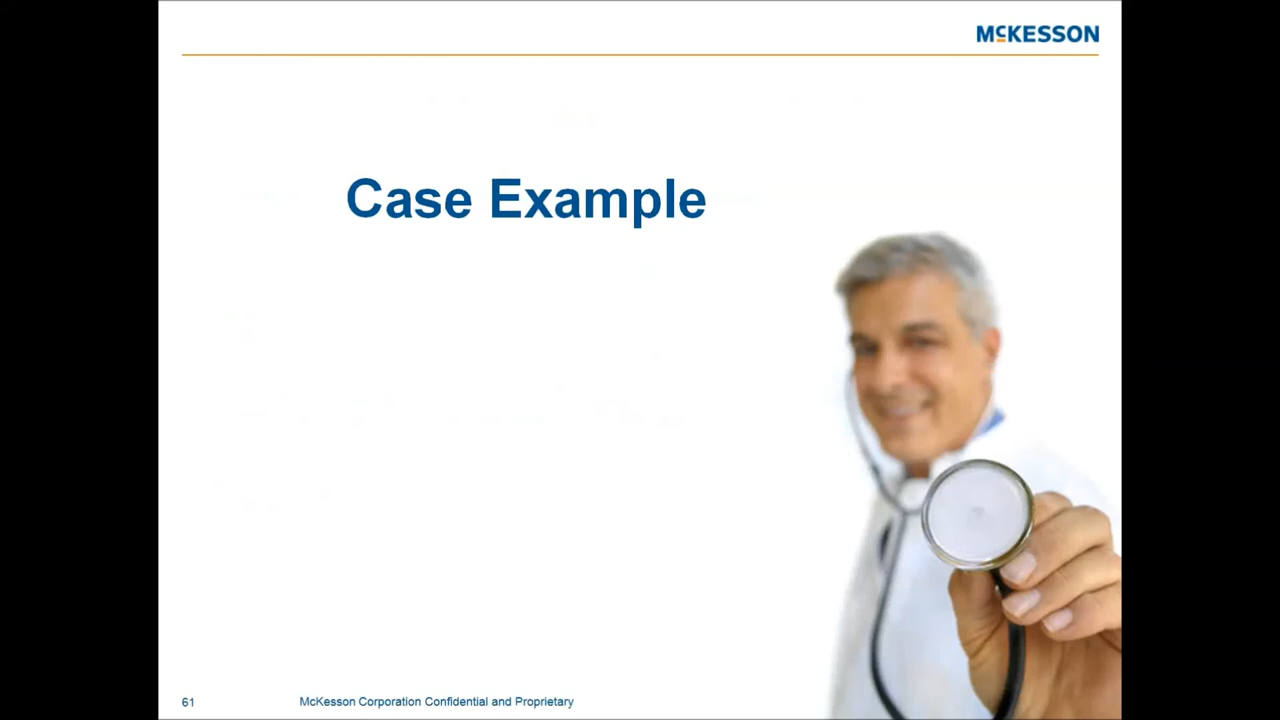 McKESSON
Case Example
61
McKesson Corporation Confidential and Proprietary